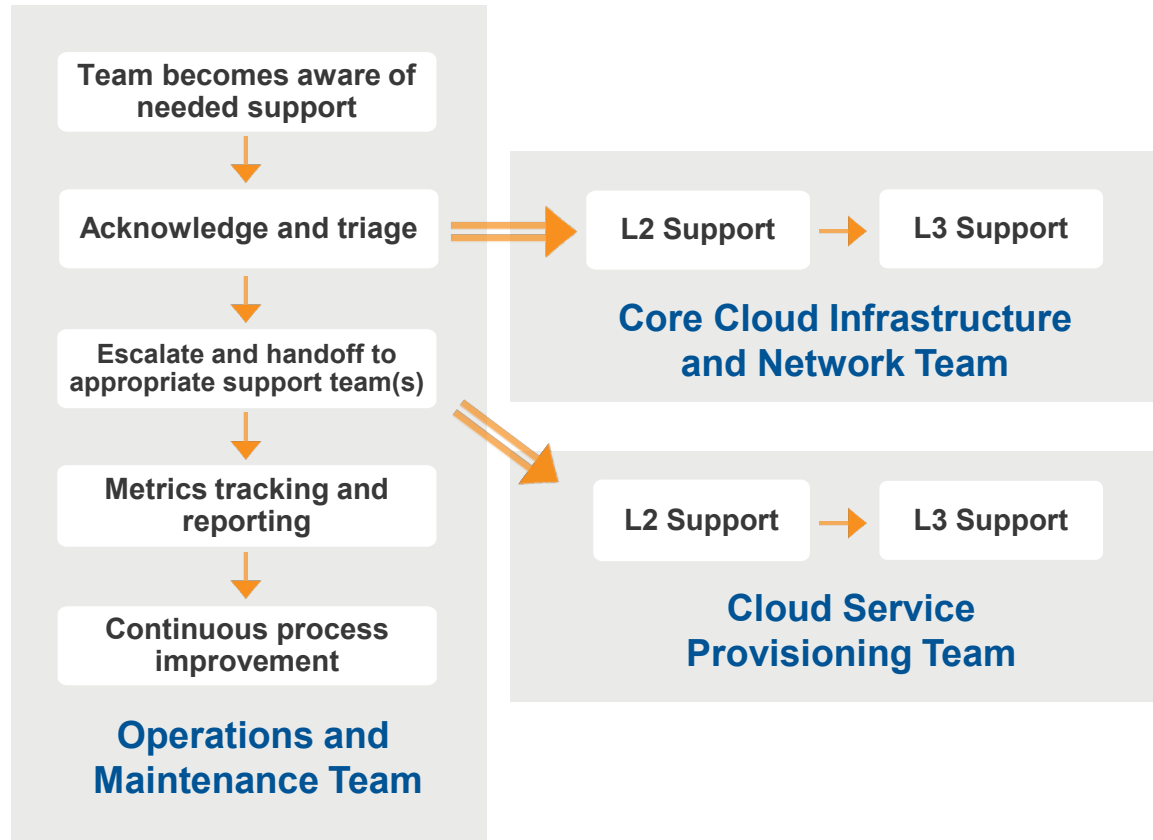 Team becomes aware of
needed support
Acknowledge and triage
Escalate and handoff to
appropriate support team(s)
Metrics tracking and
reporting
Continuous process
improvement
Operations and
Maintenance Team
L2 Support
L3 Support
Core Cloud Infrastructure
and Network Team
L2 Support
L3 Support
Cloud Service
Provisioning Team